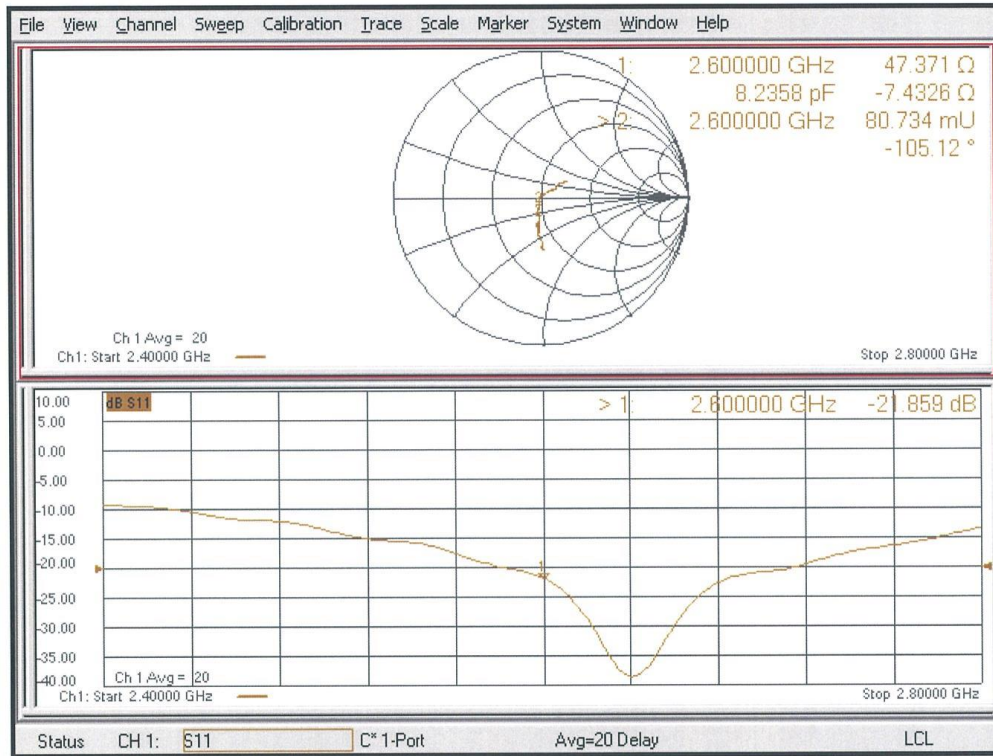 File View Channel Sweep Calibration Trace Scale Marker System Window Help
1: 2.600000 GHz 47.371 Ω
8.2358 pF -7.4326 Ω
> 2: 2.600000 GHz 80.734 mU
-105.12 °
Ch 1 Avg = 20
Ch1: Start 2.40000 GHz Stop 2.80000 GHz
10.00 dB S11 > 1: 2.600000 GHz -21.859 dB
5.00
0.00
-5.00
-10.00
-15.00
-20.00
1
-25.00
-30.00
-35.00
-40.00 Ch 1 Avg = 20
Ch1: Start 2.40000 GHz Stop 2.80000 GHz
Status CH 1: S11 C* 1-Port Avg=20 Delay LCL